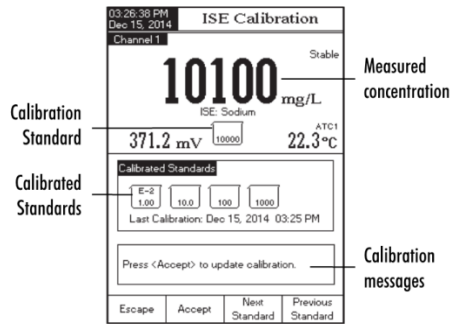 03:26:38 PM
Dec 15, 2014
ISE Calibration
Channel 1
Stable
10100 mg/L
Measured
concentration
ISE: Sodium
Calibration
Standard
371.2 mV
10000
ATC1
22.3°C
Calibrated Standards
Calibrated
Standards
E-2
1.00
10.0
100
1000
Last Calibration: Dec 15, 2014 03:25 PM
Press <Accept> to update calibration.
Calibration
messages
Escape
Accept
Next
Standard
Previous
Standard